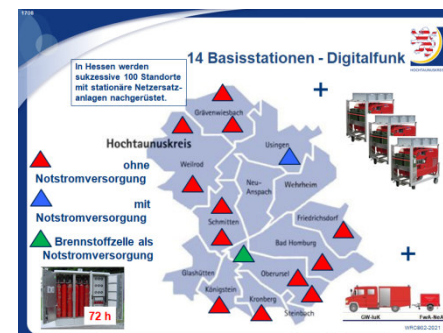 14 Basisstationen - Digitalfunk
HOCHTAUNUSKREIS
In Hessen werden
sukzessive 100 Standorte
mit stationäre Netzersatz-
anlagen nachgerüstet.
+
Grävenwiesbach
Usingen
Hochtaunuskreis
ohne
Notstromversorgung
mit
Notstromversorgung
Brennstoffzelle als
Notstromversorgung
72 h
Weilrod
Neu-
Anspach
Wehrheim
Schmitten
Friedrichsdorf
Bad Homburg
Glashütten
Oberursel
Königstein
Kronberg
Steinbach
+
GW-IuK